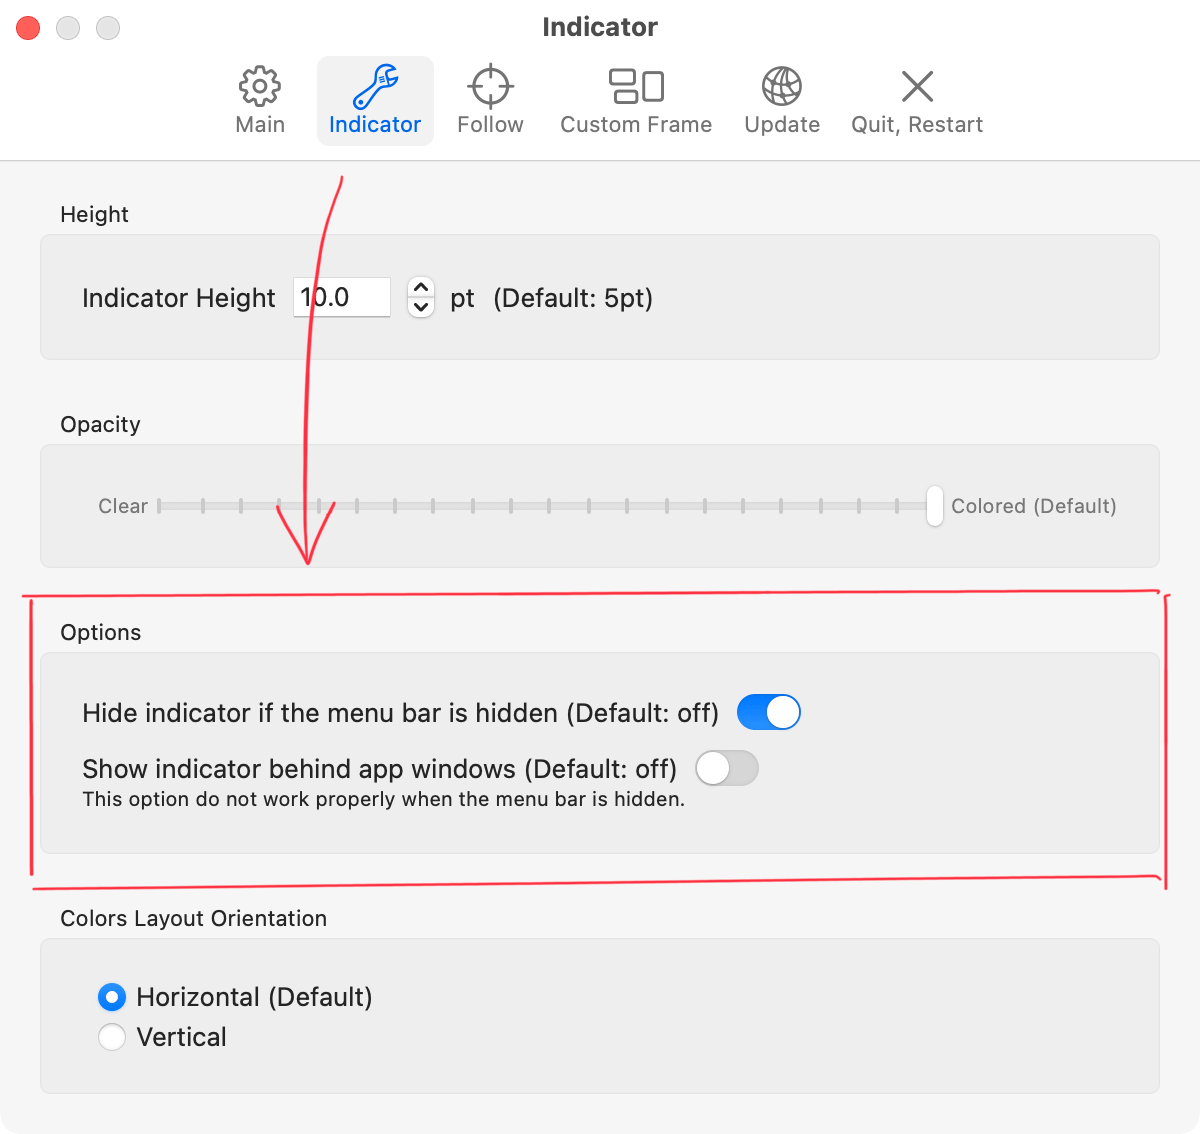 Indicator
Main Indicator Follow Custom Frame Update Quit, Restart
Height
Indicator Height 10.0 pt (Default: 5pt)
Opacity
Clear Colored (Default)
Options
Hide indicator if the menu bar is hidden (Default: off)
Show indicator behind app windows (Default: off)
This option do not work properly when the menu bar is hidden.
Colors Layout Orientation
Horizontal (Default)
Vertical